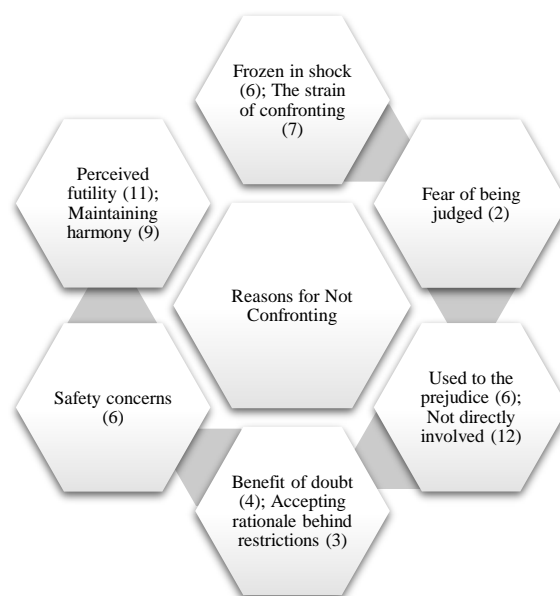 Frozen in shock
(6); The strain
of confronting
(7)
Perceived
futility (11);
Maintaining
harmony (9)
Fear of being
judged (2)
Reasons for Not
Confronting
Safety concerns
(6)
Used to the
prejudice (6);
Not directly
involved (12)
Benefit of doubt
(4); Accepting
rationale behind
restrictions (3)